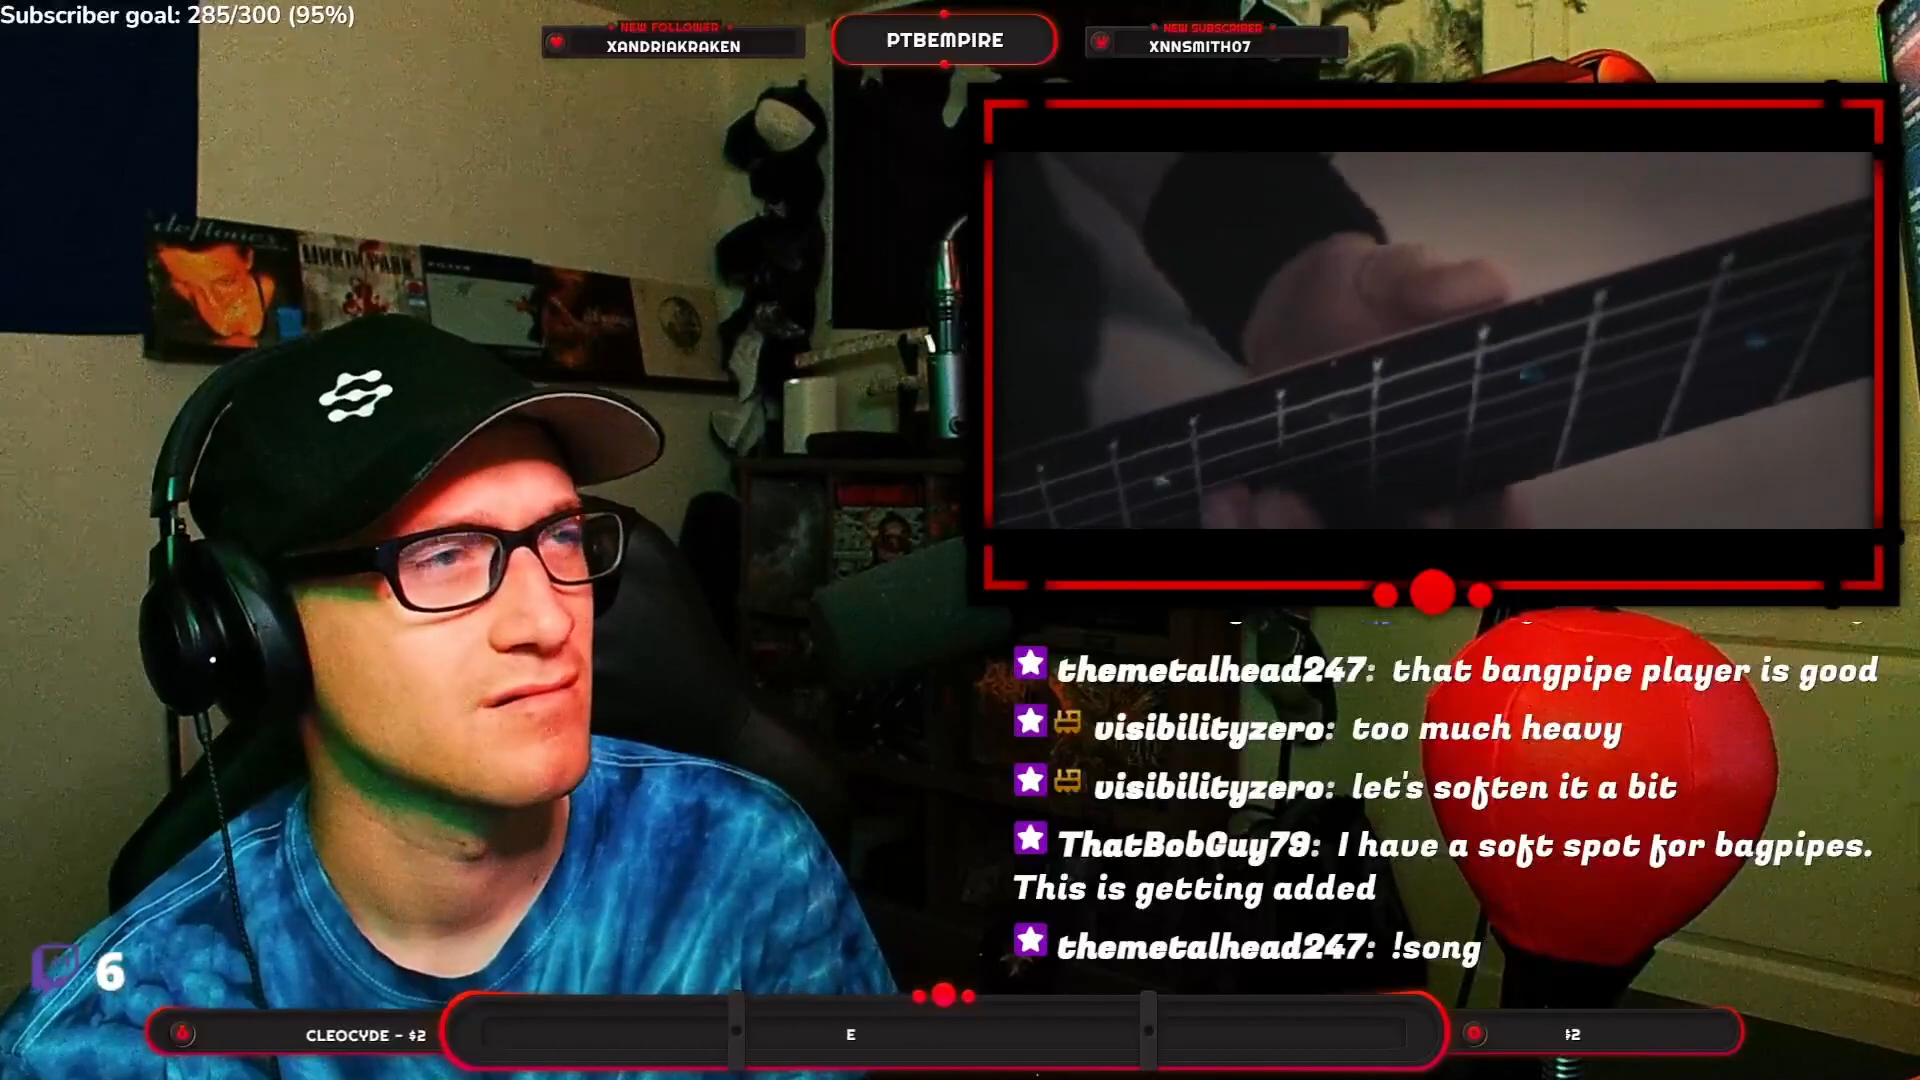 Subscriber goal: 285/300 (95%)
NEW FOLLOWER
XANDRIAKRAKEN
PTBEMPIRE
NEW SUBSCRIBER
XNNSMITH07
deftones
LINKIN PARK
themetalhead247: that bangpipe player is good
visibilityzero: too much heavy
visibilityzero: let's soften it a bit
ThatBobGuy79: I have a soft spot for bagpipes.
This is getting added
themetalhead247: !song
6
CLEOCYDE - $2
E
$2